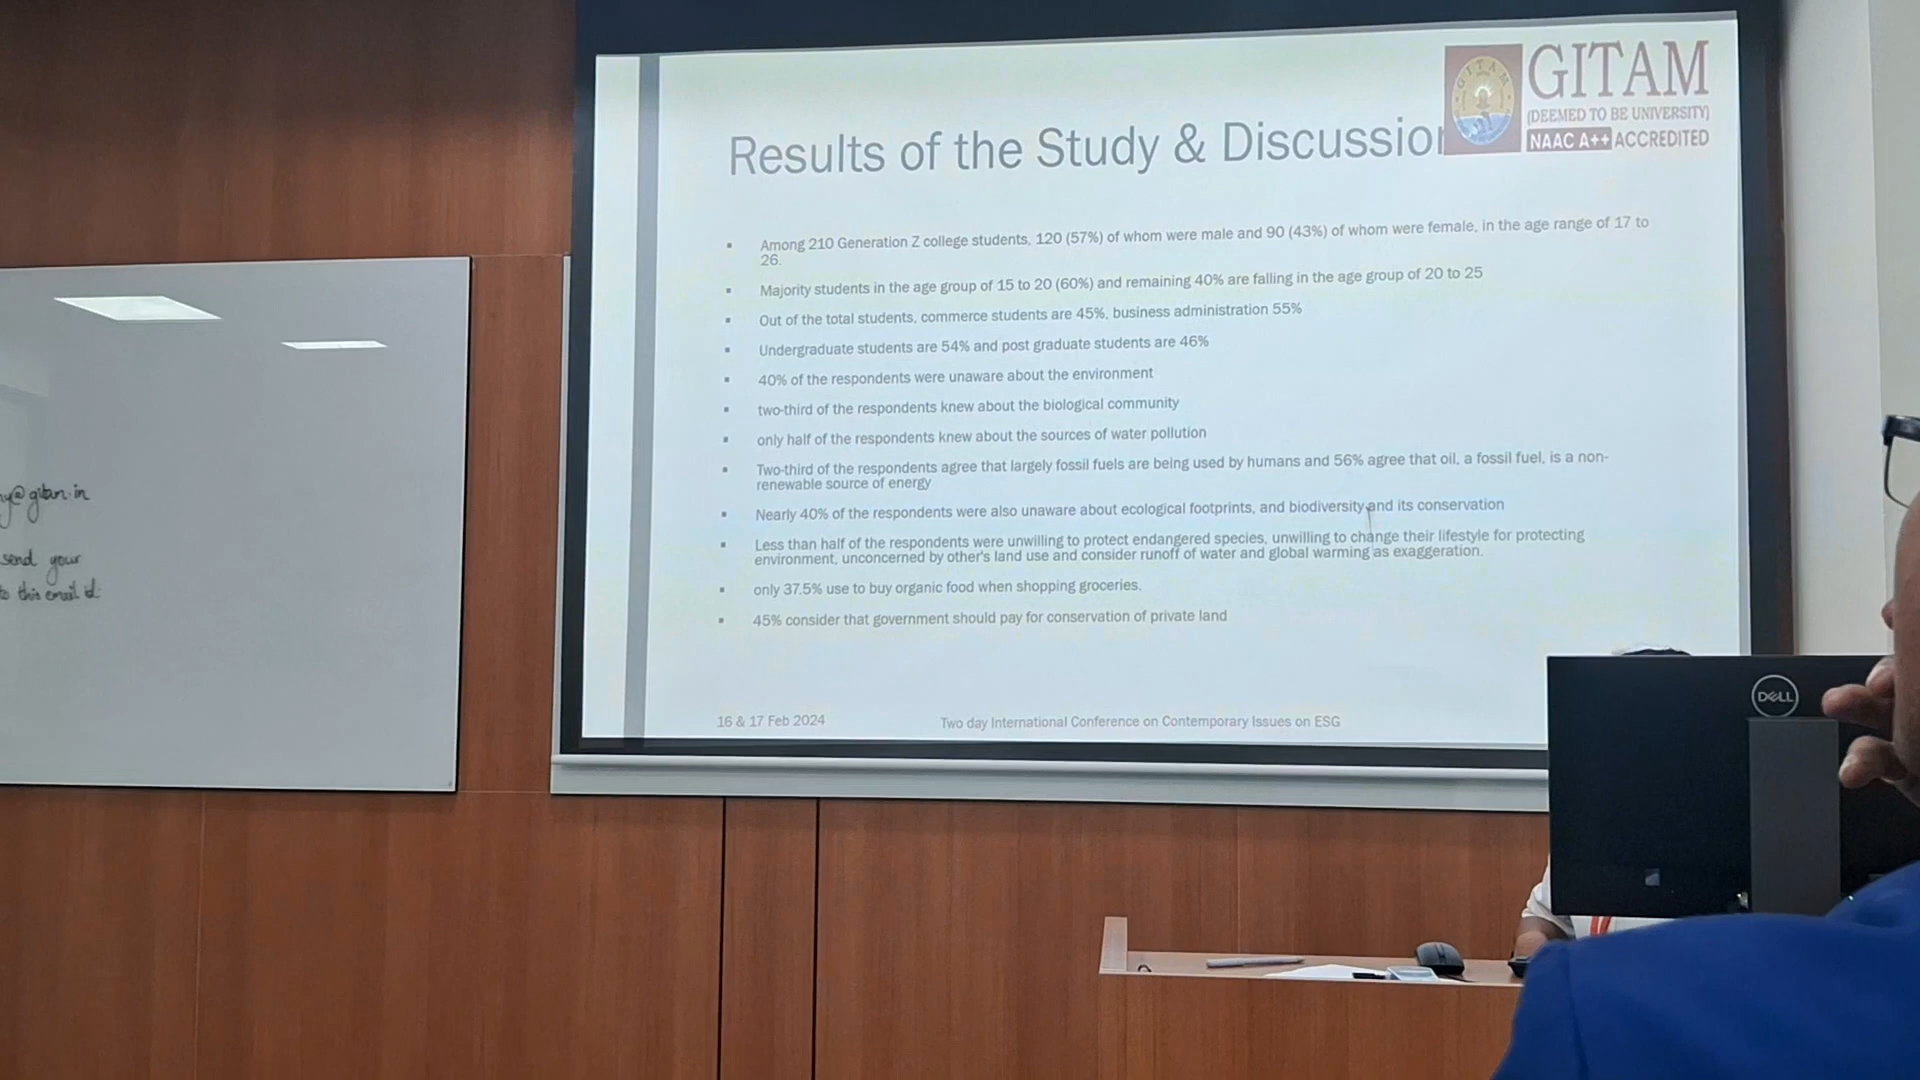 GITAM
(DEEMED TO BE UNIVERSITY)
NAAC A++ ACCREDITED
Results of the Study & Discussion
Among 210 Generation Z college students, 120 (57%) of whom were male and 90 (43%) of whom were female, in the age range of 17 to
26.
Majority students in the age group of 15 to 20 (60%) and remaining 40% are falling in the age group of 20 to 25
Out of the total students, commerce students are 45%, business administration 55%
Undergraduate students are 54% and post graduate students are 46%
40% of the respondents were unaware about the environment
two-third of the respondents knew about the biological community
only half of the respondents knew about the sources of water pollution
Two-third of the respondents agree that largely fossil fuels are being used by humans and 56% agree that oil, a fossil fuel, is a non-
renewable source of energy
Nearly 40% of the respondents were also unaware about ecological footprints, and biodiversity and its conservation
Less than half of the respondents were unwilling to protect endangered species, unwilling to change their lifestyle for protecting
environment, unconcerned by other's land use and consider runoff of water and global warming as exaggeration.
only 37.5% use to buy organic food when shopping groceries.
45% consider that government should pay for conservation of private land
16 & 17 Feb 2024
Two day International Conference on Contemporary Issues on ESG
@gitam.in
send your
to this email id:
DELL